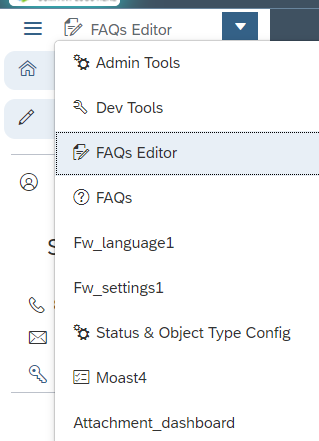 FAQs Editor
Admin Tools
Dev Tools
FAQs Editor
FAQs
Fw_language1
Fw_settings1
Status & Object Type Config
Moast4
Attachment_dashboard